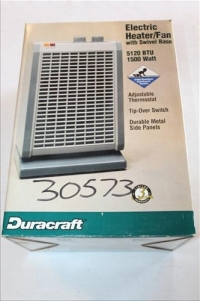 Electric
Heater/Fan
with Swivel Base
5120 BTU
1500 Watt
Adjustable
Thermostat
Tip-Over Switch
Durable Metal
Side Panels
30573
3
Duracraft